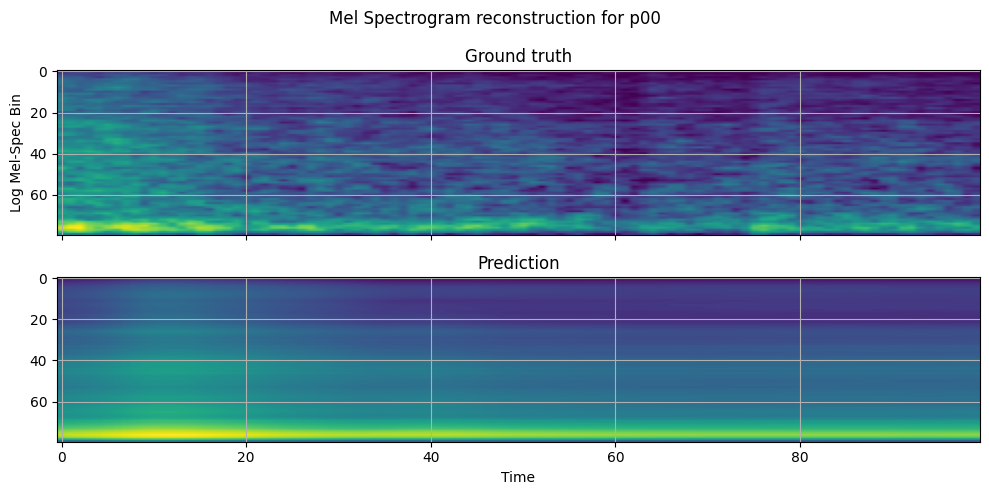 Mel Spectrogram reconstruction for p00
Ground truth
Log Mel-Spec Bin
0
20
40
60
Prediction
0
20
40
60
0 20 40 60 80
Time